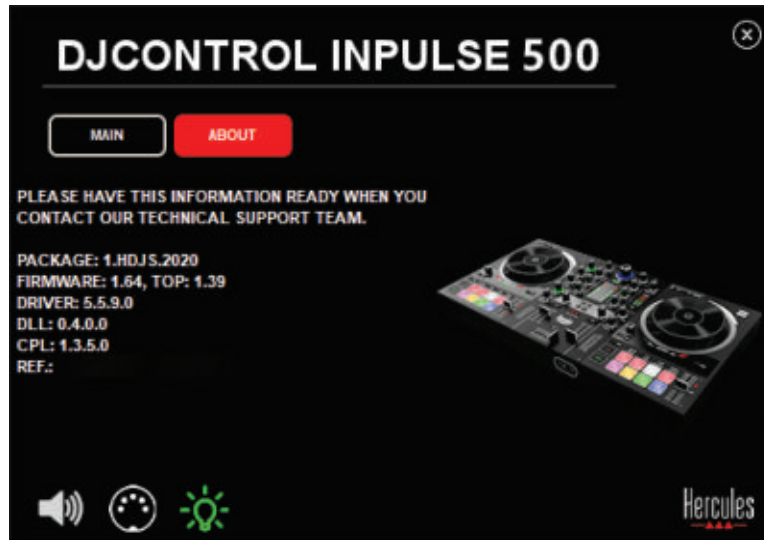 DJCONTROL INPULSE 500
MAIN
ABOUT
PLEASE HAVE THIS INFORMATION READY WHEN YOU
CONTACT OUR TECHNICAL SUPPORT TEAM.
PACKAGE: 1.HDJS.2020
FIRMWARE: 1.64, TOP: 1.39
DRIVER: 5.5.9.0
DLL: 0.4.0.0
CPL: 1.3.5.0
REF.:
Hercules